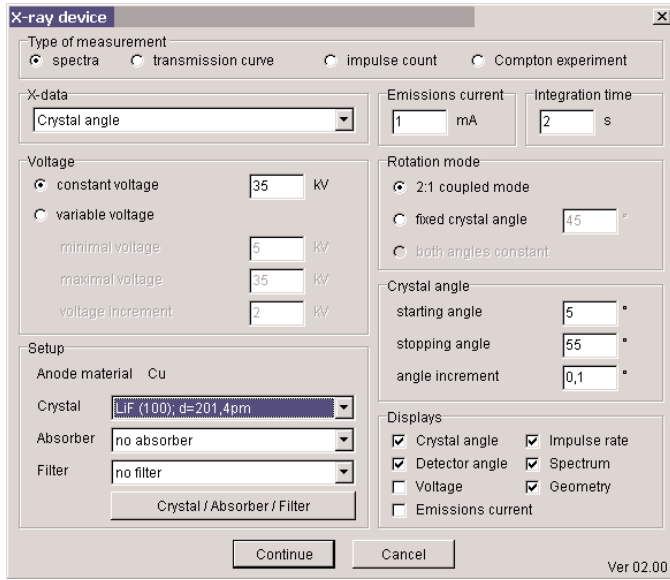 X-ray device
Type of measurement
spectra transmission curve impulse count Compton experiment
X-data
Crystal angle
Emissions current
1 mA
Integration time
2 s
Voltage
constant voltage 35 kV
variable voltage
minimal voltage 5 kV
maximal voltage 35 kV
voltage increment 2 kV
Rotation mode
2:1 coupled mode
fixed crystal angle 45 °
both angles constant
Crystal angle
starting angle 5 °
stopping angle 55 °
angle increment 0,1 °
Setup
Anode material Cu
Crystal LiF (100); d=201,4pm
Absorber no absorber
Filter no filter
Crystal / Absorber / Filter
Displays
Crystal angle Impulse rate
Detector angle Spectrum
Voltage Geometry
Emissions current
Continue Cancel
Ver 02.00